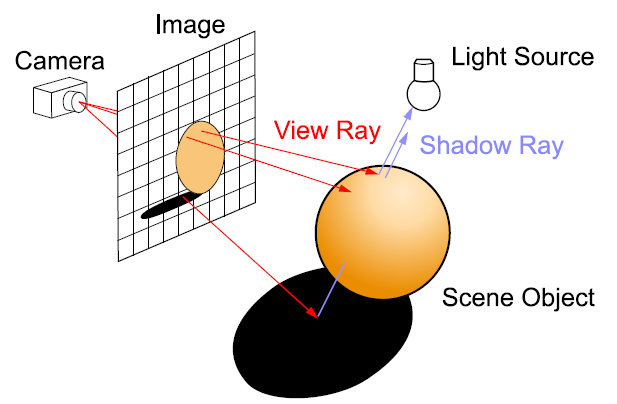 Image
Camera
Light Source
View Ray
Shadow Ray
Scene Object